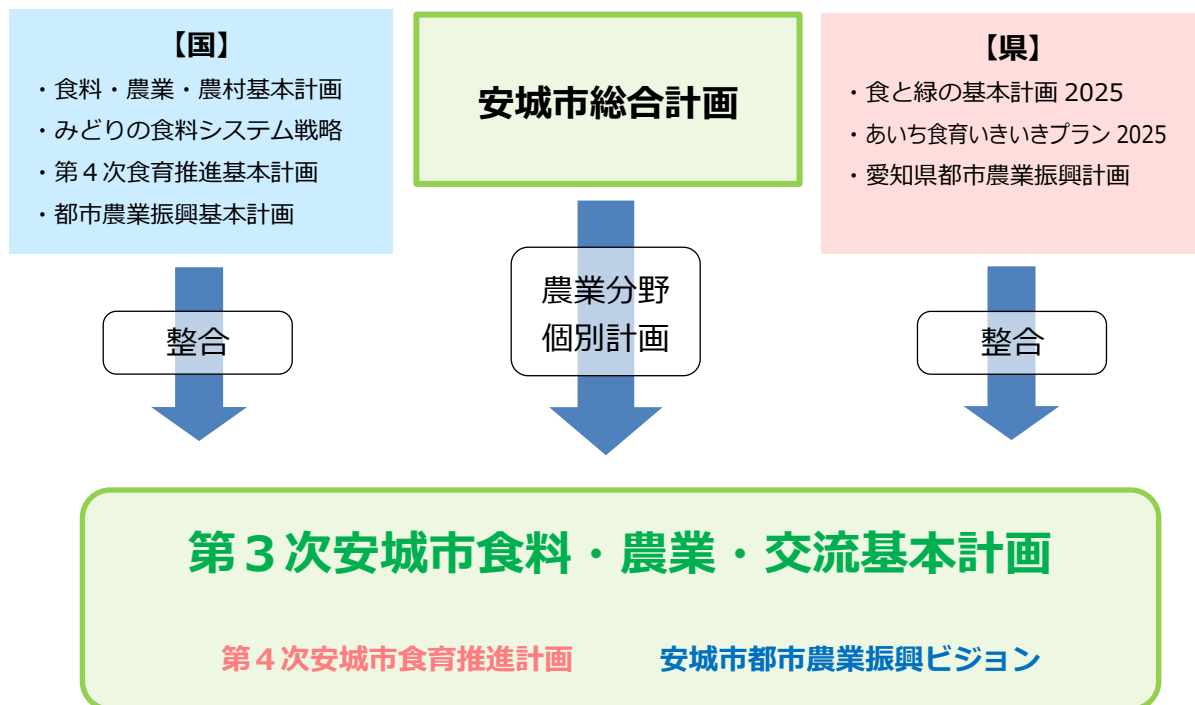 【国】
・食料・農業・農村基本計画
・みどりの食料システム戦略
・第４次食育推進基本計画
・都市農業振興基本計画
安城市総合計画
【県】
・食と緑の基本計画 2025
・あいち食育いきいきプラン 2025
・愛知県都市農業振興計画
整合
農業分野
個別計画
整合
第３次安城市食料・農業・交流基本計画
第４次安城市食育推進計画
安城市都市農業振興ビジョン